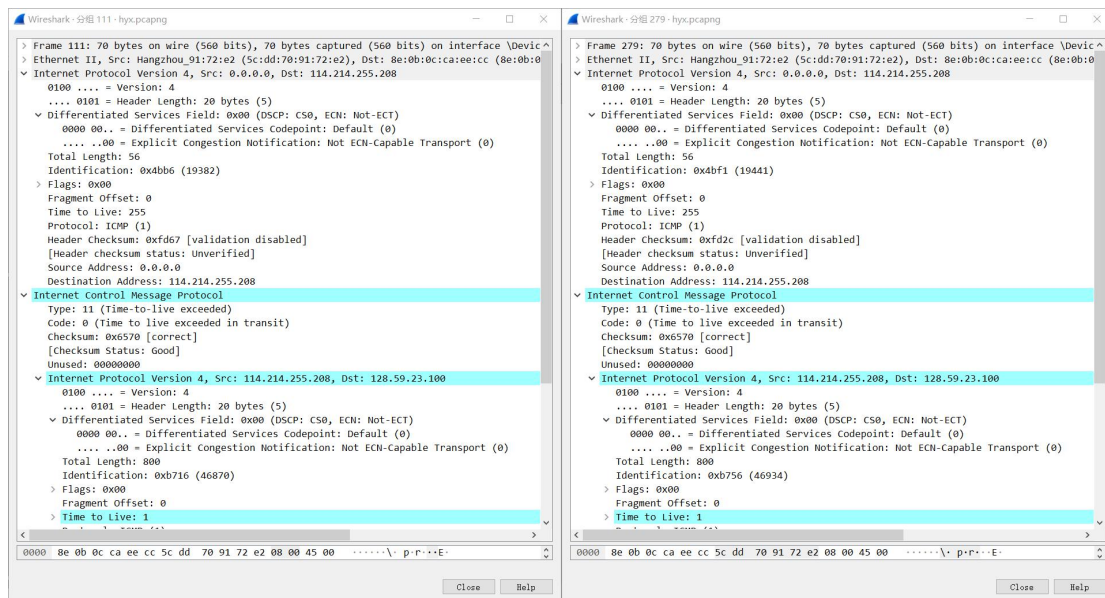 Wireshark · 分组 111 · hyx.pcapng
Frame 111: 70 bytes on wire (560 bits), 70 bytes captured (560 bits) on interface \Devic
Ethernet II, Src: Hangzhou_91:72:e2 (5c:dd:70:91:72:e2), Dst: 8e:0b:0c:ca:ee:cc (8e:0b:0
Internet Protocol Version 4, Src: 0.0.0.0, Dst: 114.214.255.208
0100 .... = Version: 4
.... 0101 = Header Length: 20 bytes (5)
Differentiated Services Field: 0x00 (DSCP: CS0, ECN: Not-ECT)
0000 00.. = Differentiated Services Codepoint: Default (0)
.... ..00 = Explicit Congestion Notification: Not ECN-Capable Transport (0)
Total Length: 56
Identification: 0x4bb6 (19382)
Flags: 0x00
Fragment Offset: 0
Time to Live: 255
Protocol: ICMP (1)
Header Checksum: 0xfd67 [validation disabled]
[Header checksum status: Unverified]
Source Address: 0.0.0.0
Destination Address: 114.214.255.208
Internet Control Message Protocol
Type: 11 (Time-to-live exceeded)
Code: 0 (Time to live exceeded in transit)
Checksum: 0x6570 [correct]
[Checksum Status: Good]
Unused: 00000000
Internet Protocol Version 4, Src: 114.214.255.208, Dst: 128.59.23.100
0100 .... = Version: 4
.... 0101 = Header Length: 20 bytes (5)
Differentiated Services Field: 0x00 (DSCP: CS0, ECN: Not-ECT)
0000 00.. = Differentiated Services Codepoint: Default (0)
.... ..00 = Explicit Congestion Notification: Not ECN-Capable Transport (0)
Total Length: 800
Identification: 0xb716 (46870)
Flags: 0x00
Fragment Offset: 0
Time to Live: 1
0000 8e 0b 0c ca ee cc 5c dd 70 91 72 e2 08 00 45 00 ······\· p·r···E·
Close Help
Wireshark · 分组 279 · hyx.pcapng
Frame 279: 70 bytes on wire (560 bits), 70 bytes captured (560 bits) on interface \Devic
Ethernet II, Src: Hangzhou_91:72:e2 (5c:dd:70:91:72:e2), Dst: 8e:0b:0c:ca:ee:cc (8e:0b:0
Internet Protocol Version 4, Src: 0.0.0.0, Dst: 114.214.255.208
0100 .... = Version: 4
.... 0101 = Header Length: 20 bytes (5)
Differentiated Services Field: 0x00 (DSCP: CS0, ECN: Not-ECT)
0000 00.. = Differentiated Services Codepoint: Default (0)
.... ..00 = Explicit Congestion Notification: Not ECN-Capable Transport (0)
Total Length: 56
Identification: 0x4bf1 (19441)
Flags: 0x00
Fragment Offset: 0
Time to Live: 255
Protocol: ICMP (1)
Header Checksum: 0xfd2c [validation disabled]
[Header checksum status: Unverified]
Source Address: 0.0.0.0
Destination Address: 114.214.255.208
Internet Control Message Protocol
Type: 11 (Time-to-live exceeded)
Code: 0 (Time to live exceeded in transit)
Checksum: 0x6570 [correct]
[Checksum Status: Good]
Unused: 00000000
Internet Protocol Version 4, Src: 114.214.255.208, Dst: 128.59.23.100
0100 .... = Version: 4
.... 0101 = Header Length: 20 bytes (5)
Differentiated Services Field: 0x00 (DSCP: CS0, ECN: Not-ECT)
0000 00.. = Differentiated Services Codepoint: Default (0)
.... ..00 = Explicit Congestion Notification: Not ECN-Capable Transport (0)
Total Length: 800
Identification: 0xb756 (46934)
Flags: 0x00
Fragment Offset: 0
Time to Live: 1
0000 8e 0b 0c ca ee cc 5c dd 70 91 72 e2 08 00 45 00 ······\· p·r···E·
Close Help